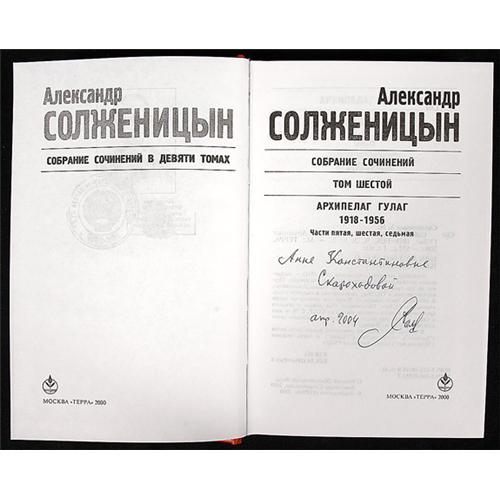 Александр
СОЛЖЕНИЦЫН
СОБРАНИЕ СОЧИНЕНИЙ В ДЕВЯТИ ТОМАХ
МОСКВА «ТЕРРА» 2000
Александр
СОЛЖЕНИЦЫН
СОБРАНИЕ СОЧИНЕНИЙ
ТОМ ШЕСТОЙ
АРХИПЕЛАГ ГУЛАГ
1918-1956
Части пятая, шестая, седьмая
Анне Константиновне
Скороходовой
апр. 2004
МОСКВА «ТЕРРА» 2000